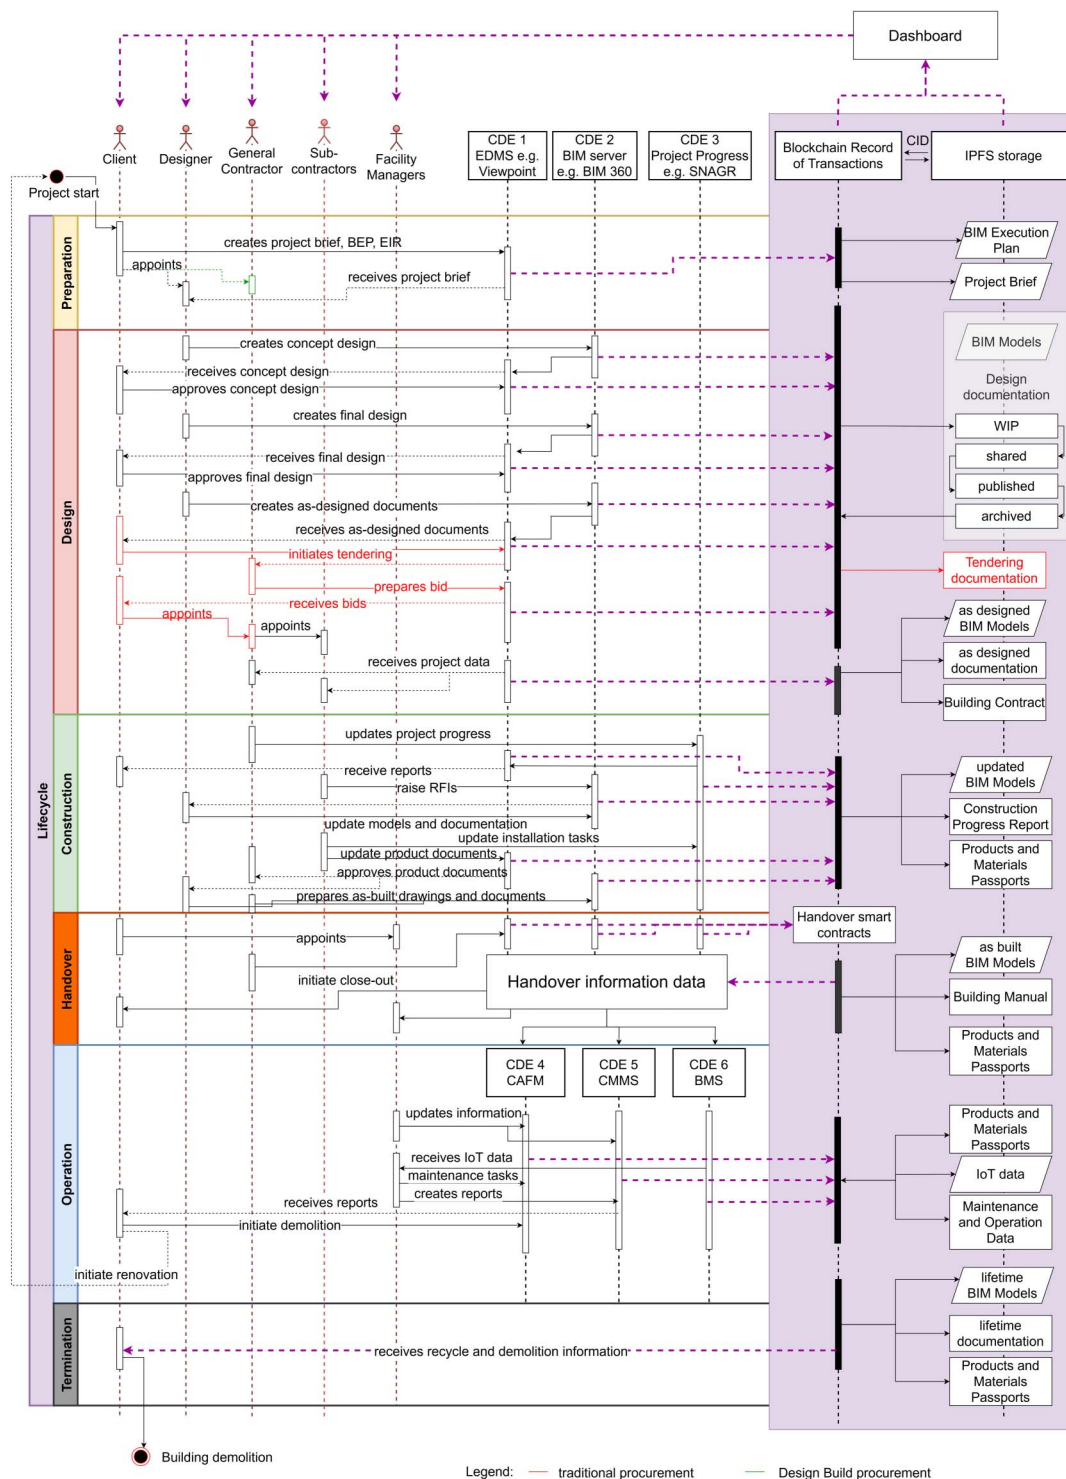 Dashboard
Client
Designer
General
Contractor
Sub-
contractors
Facility
Managers
CDE 1
EDMS e.g.
Viewpoint
CDE 2
BIM server
e.g. BIM 360
CDE 3
Project Progress
e.g. SNAGR
Blockchain Record
of Transactions
CID
IPFS storage
Project start
Lifecycle
Preparation
creates project brief, BEP, EIR
appoints
receives project brief
BIM Execution
Plan
Project Brief
Design
creates concept design
receives concept design
approves concept design
creates final design
receives final design
approves final design
creates as-designed documents
receives as-designed documents
initiates tendering
prepares bid
receives bids
appoints
appoints
receives project data
BIM Models
Design
documentation
WIP
shared
published
archived
Tendering
documentation
as designed
BIM Models
as designed
documentation
Building Contract
Construction
updates project progress
receive reports
raise RFIs
update models and documentation
update installation tasks
update product documents
approves product documents
prepares as-built drawings and documents
updated
BIM Models
Construction
Progress Report
Products and
Materials
Passports
Handover
appoints
initiate close-out
Handover information data
Handover smart
contracts
as built
BIM Models
Building Manual
Products and
Materials
Passports
Operation
CDE 4
CAFM
CDE 5
CMMS
CDE 6
BMS
updates information
receives IoT data
maintenance tasks
creates reports
receives reports
initiate demolition
initiate renovation
Products and
Materials
Passports
IoT data
Maintenance
and Operation
Data
Termination
receives recycle and demolition information
lifetime
BIM Models
lifetime
documentation
Products and
Materials
Passports
Building demolition
Legend: traditional procurement Design Build procurement